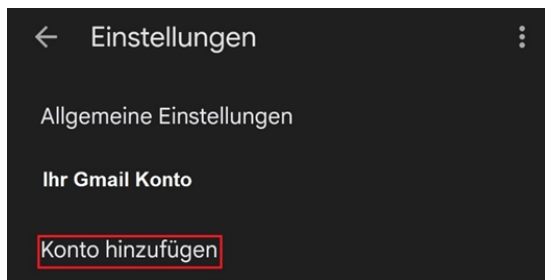 Einstellungen
Allgemeine Einstellungen
Ihr Gmail Konto
Konto hinzufügen